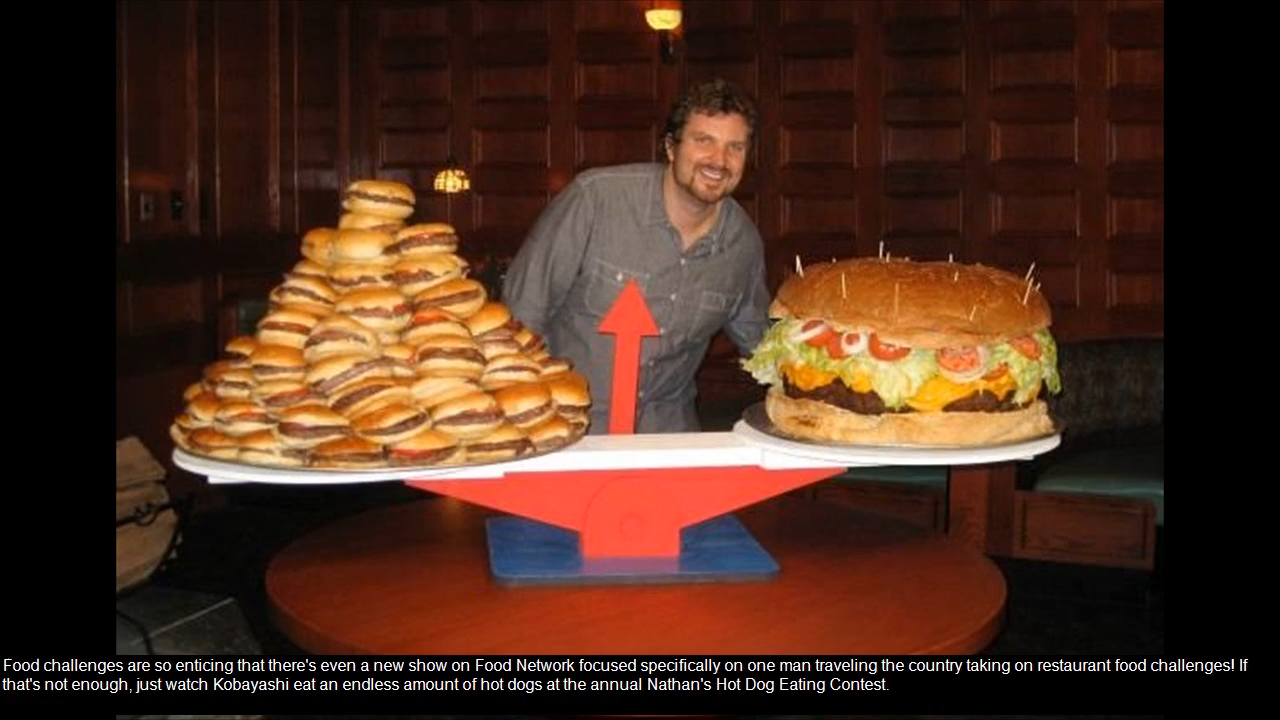 Food challenges are so enticing that there's even a new show on Food Network focused specifically on one man traveling the country taking on restaurant food challenges! If
that's not enough, just watch Kobayashi eat an endless amount of hot dogs at the annual Nathan's Hot Dog Eating Contest.